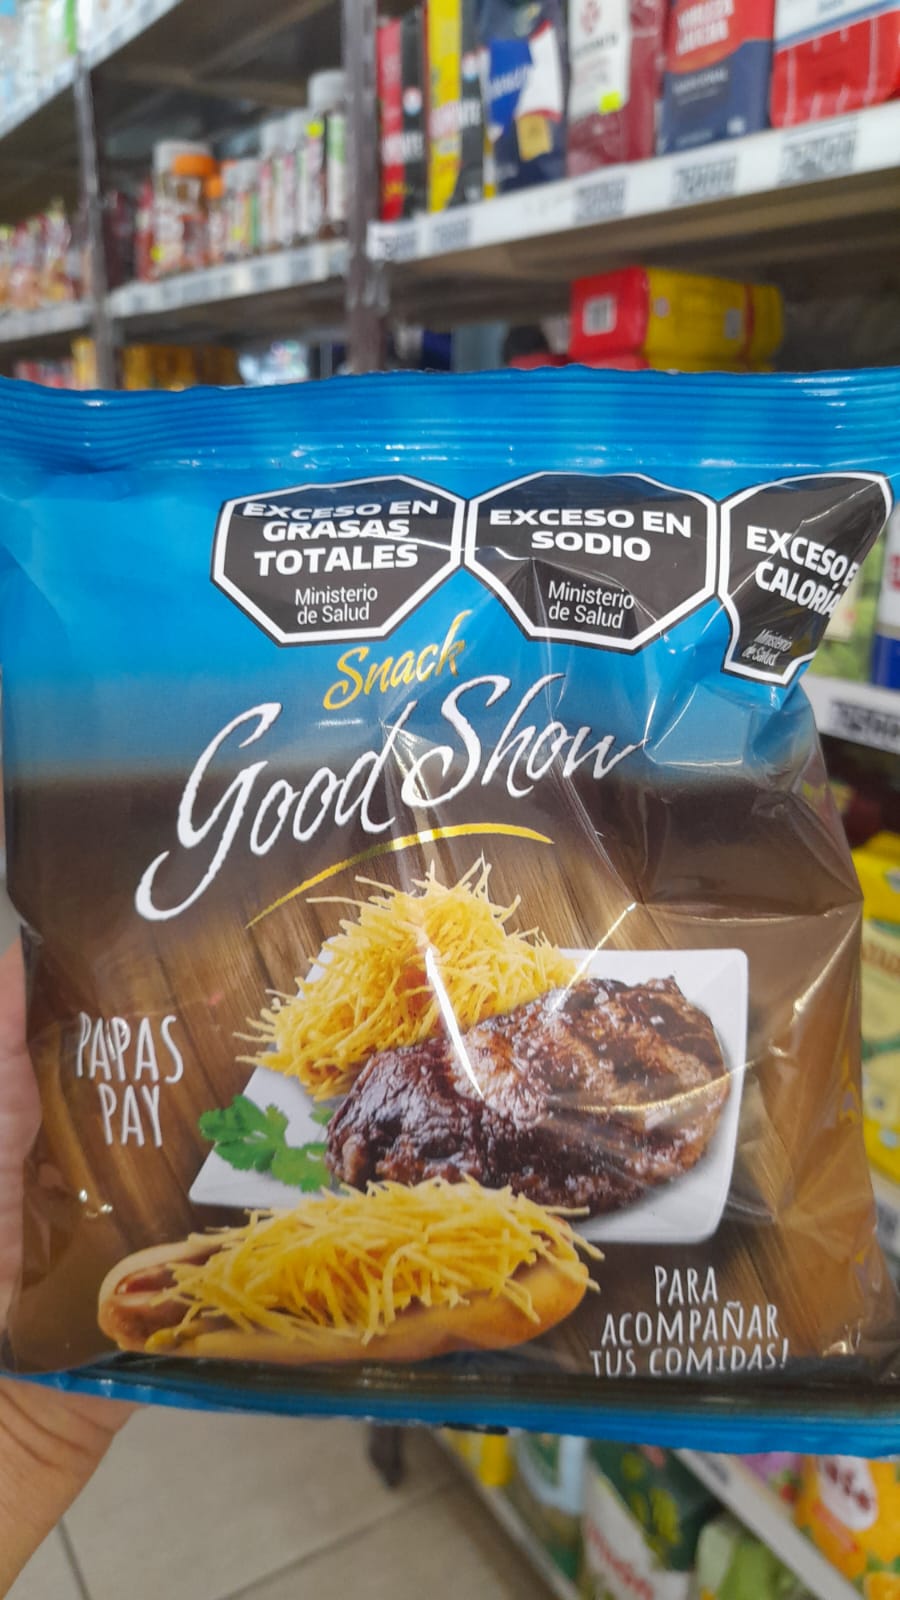 EXCESO EN
GRASAS
TOTALES
Ministerio
de Salud
EXCESO EN
SODIO
Ministerio
de Salud
EXCESO E
CALORÍA
Ministerio
de Salud
Snack
Good Show
PAPAS
PAY
PARA
ACOMPAÑAR
TUS COMIDAS!